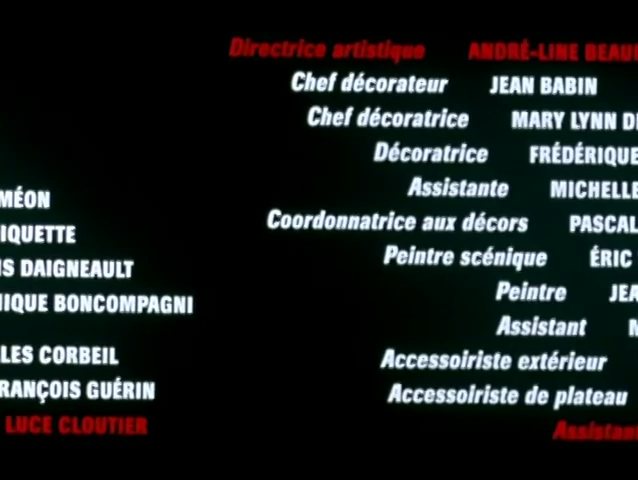 Directrice artistique ANDRÉ-LINE
Chef décorateur JEAN BABIN
Chef décoratrice MARY LYNN
Décoratrice FRÉDÉRIQUE
Assistante MICHELLE
Coordonnatrice aux décors PASCAL
Peintre scénique ÉRIC
Peintre
Assistant
Accessoiriste extérieur
Accessoiriste de plateau
Assistan
MÉON
IQUETTE
IS DAIGNEAULT
IQUE BONCOMPAGNI
LES CORBEIL
RANÇOIS GUÉRIN
LUCE CLOUTIER